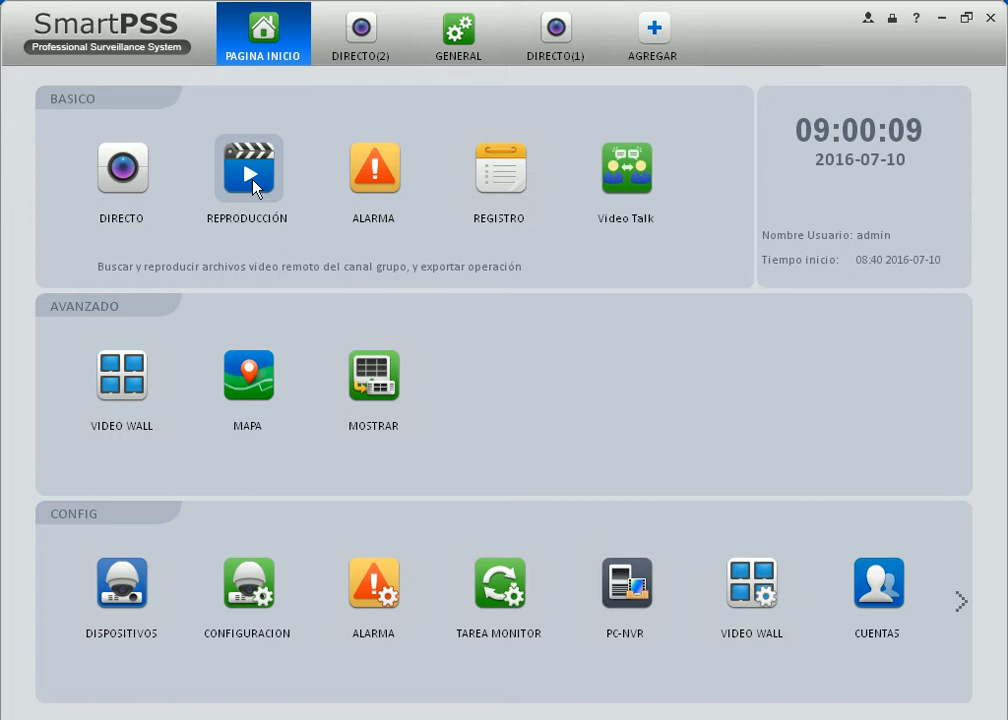 SmartPSS
Professional Surveillance System
PAGINA INICIO
DIRECTO(2)
GENERAL
DIRECTO(1)
AGREGAR
?
BASICO
DIRECTO
REPRODUCCIÓN
ALARMA
REGISTRO
Video Talk
Buscar y reproducir archivos video remoto del canal grupo, y exportar operación
09:00:09
2016-07-10
Nombre Usuario: admin
Tiempo inicio: 08:40 2016-07-10
AVANZADO
VIDEO WALL
MAPA
MOSTRAR
CONFIG
DISPOSITIVOS
CONFIGURACION
ALARMA
TAREA MONITOR
PC-NVR
VIDEO WALL
CUENTAS